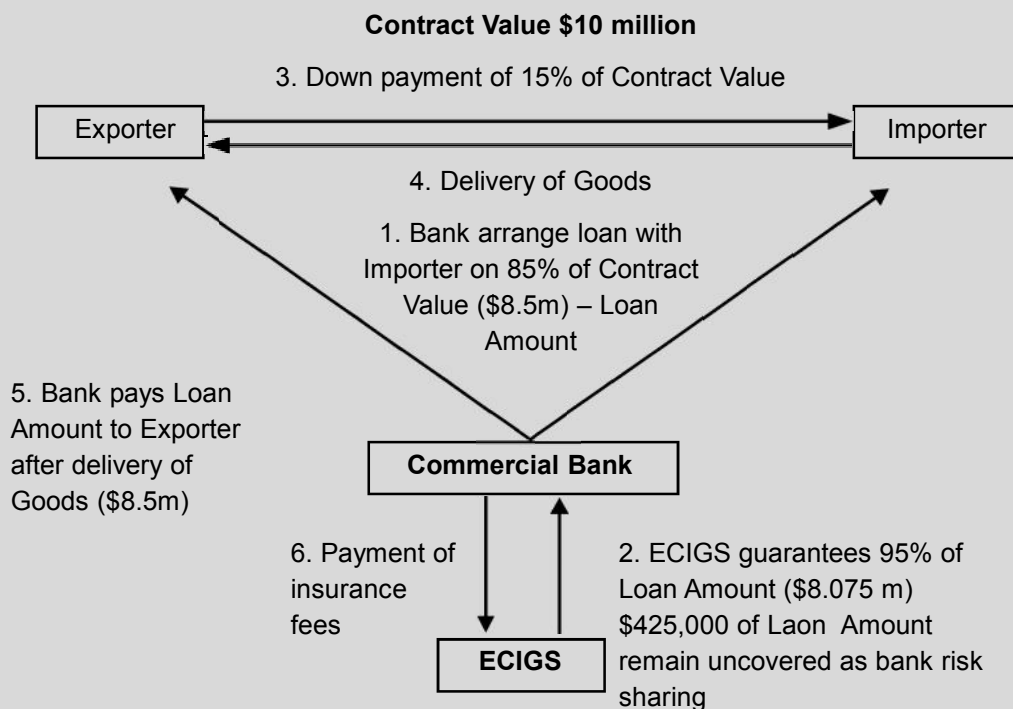 Contract Value $10 million
3. Down payment of 15% of Contract Value
Exporter
Importer
4. Delivery of Goods
1. Bank arrange loan with
Importer on 85% of Contract
Value ($8.5m) – Loan
Amount
5. Bank pays Loan
Amount to Exporter
after delivery of
Goods ($8.5m)
Commercial Bank
6. Payment of
insurance
fees
2. ECIGS guarantees 95% of
Loan Amount ($8.075 m)
$425,000 of Laon Amount
remain uncovered as bank risk
sharing
ECIGS